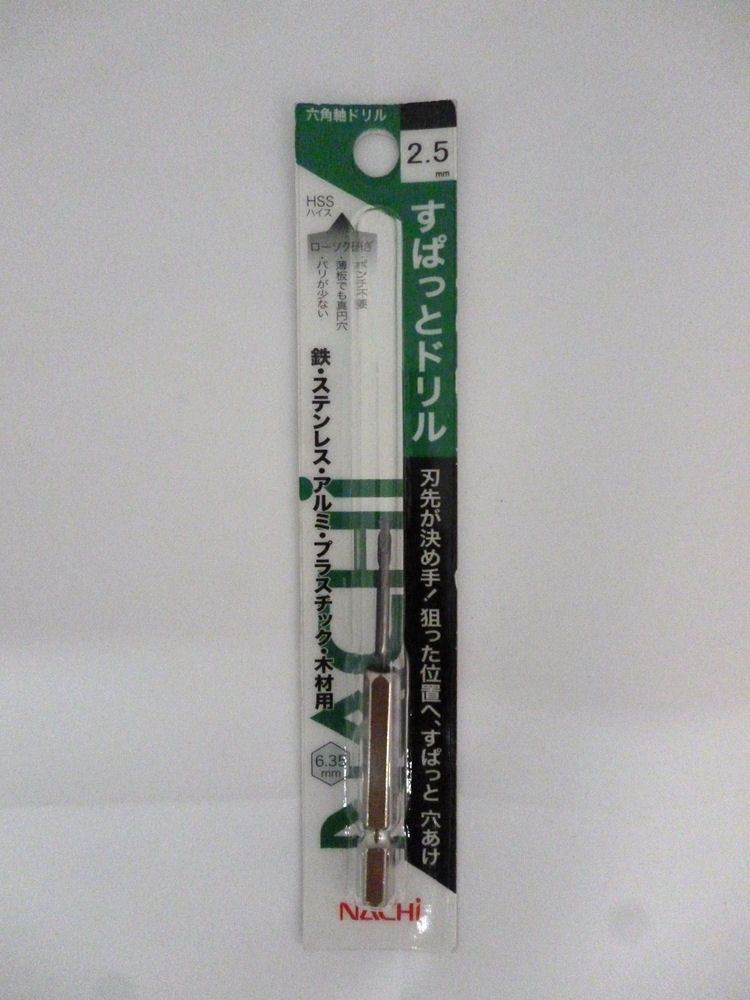 六角軸ドリル
2.5
mm
HSS
ハイス
ローソク研ぎ
・ポンチ不要
・薄板でも真円穴
・バリが少ない
すぱっとドリル
刃先が決め手!狙った位置へ、すぱっと 穴あけ
鉄・ステンレス・アルミ・プラスチック・木材用
NACHi
6.35
mm
NACHi